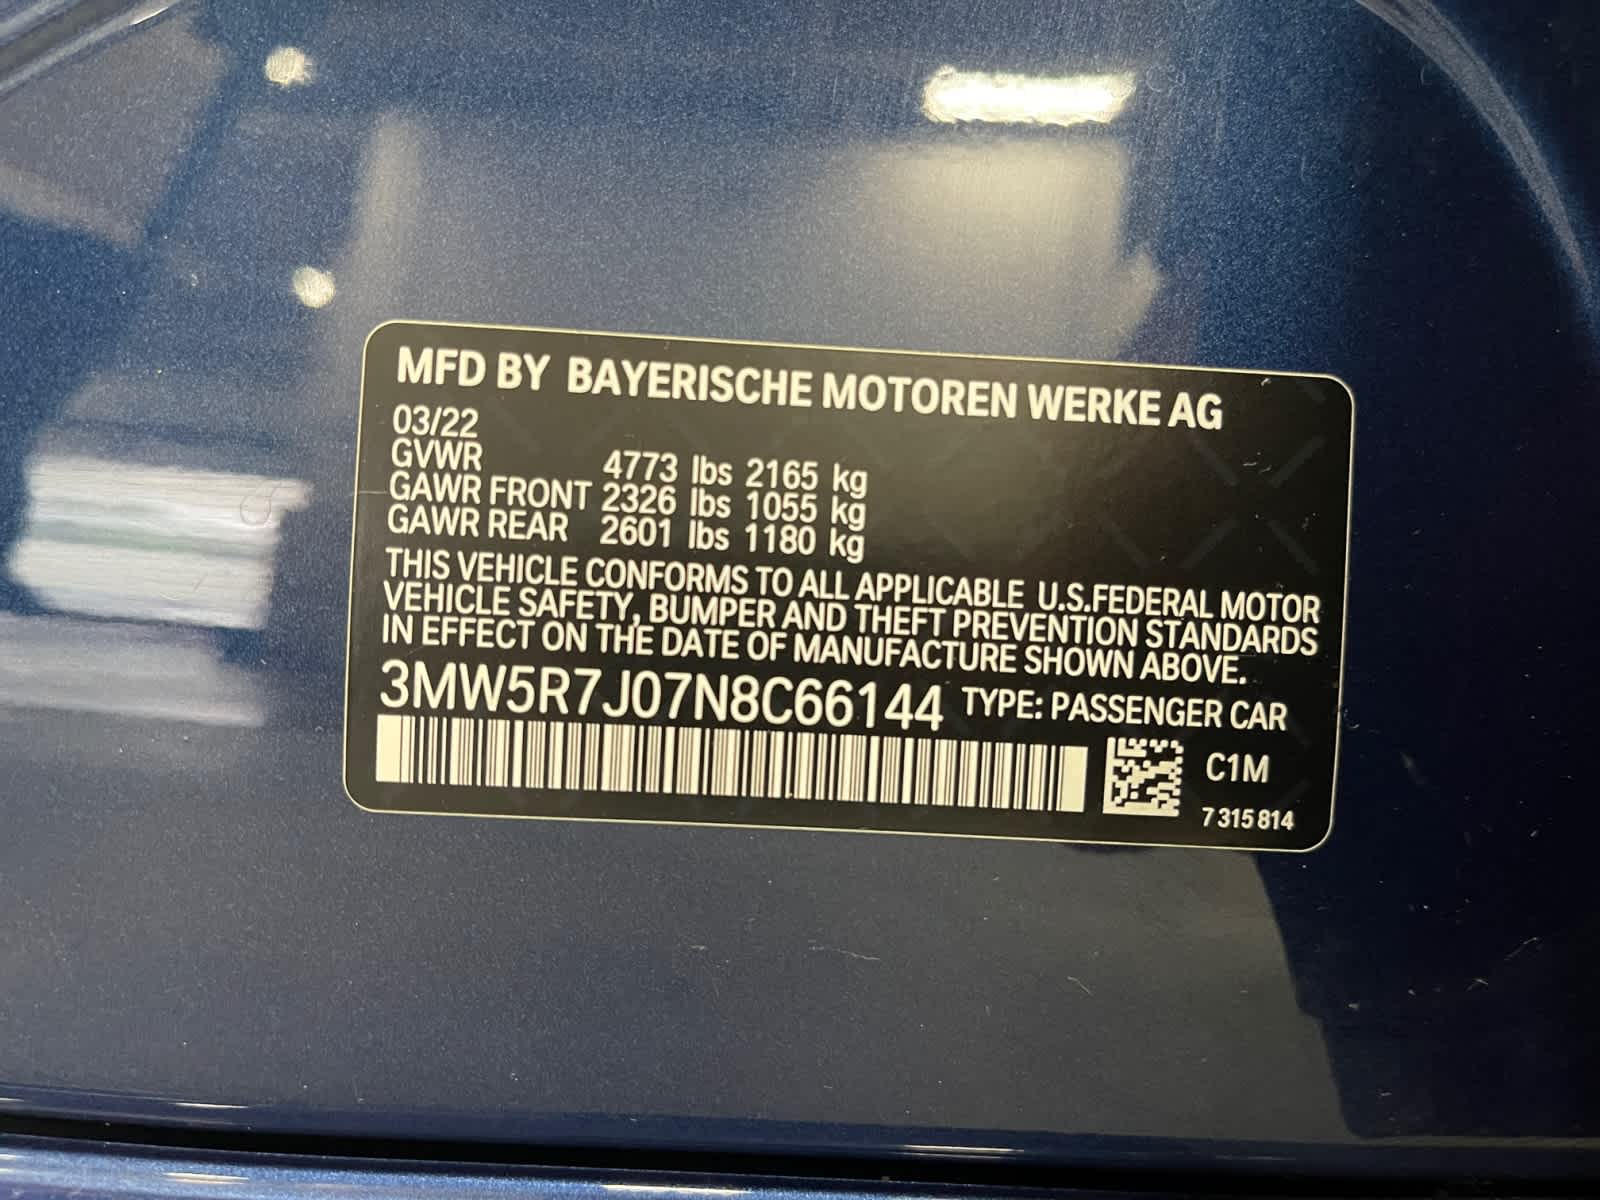 MFD BY BAYERISCHE MOTOREN WERKE AG
03/22
GVWR 4773 lbs 2165 kg
GAWR FRONT 2326 lbs 1055 kg
GAWR REAR 2601 lbs 1180 kg
THIS VEHICLE CONFORMS TO ALL APPLICABLE U.S.FEDERAL MOTOR
VEHICLE SAFETY, BUMPER AND THEFT PREVENTION STANDARDS
IN EFFECT ON THE DATE OF MANUFACTURE SHOWN ABOVE.
3MW5R7J07N8C66144 TYPE: PASSENGER CAR
C1M
7 315 814